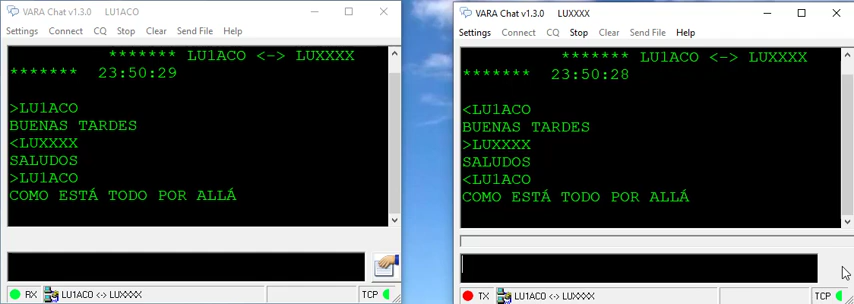 VARA Chat v1.3.0 LU1ACO
Settings Connect CQ Stop Clear Send File Help
******* LU1ACO <-> LUXXXX
******* 23:50:29
>LU1ACO
BUENAS TARDES
<LUXXXX
SALUDOS
>LU1ACO
COMO ESTÁ TODO POR ALLÁ
RX LU1ACO <-> LUXXXX TCP
VARA Chat v1.3.0 LUXXXX
Settings Connect CQ Stop Clear Send File Help
******* LU1ACO <-> LUXXXX
******* 23:50:28
<LU1ACO
BUENAS TARDES
>LUXXXX
SALUDOS
<LU1ACO
COMO ESTÁ TODO POR ALLÁ
TX LU1ACO <-> LUXXXX TCP